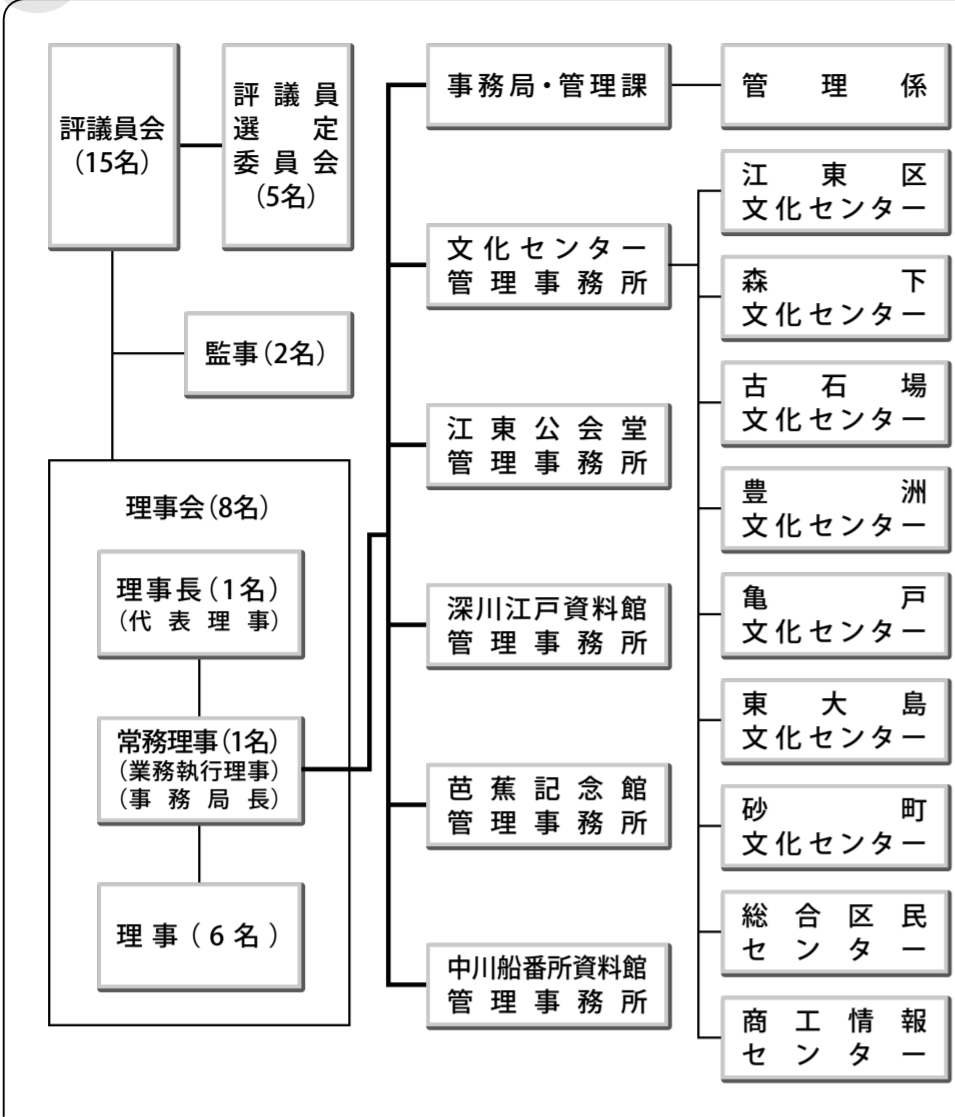 評議員会
(15名)
評議員
選定
委員会
(5名)
監事(2名)
理事会(8名)
理事長(1名)
(代表理事)
常務理事(1名)
(業務執行理事)
(事務局長)
理事(6名)
事務局・管理課
文化センター
管理事務所
江東公会堂
管理事務所
深川江戸資料館
管理事務所
芭蕉記念館
管理事務所
中川船番所資料館
管理事務所
管理係
江東区
文化センター
森下
文化センター
古石場
文化センター
豊洲
文化センター
亀戸
文化センター
東大島
文化センター
砂町
文化センター
総合区民
センター
商工情報
センター